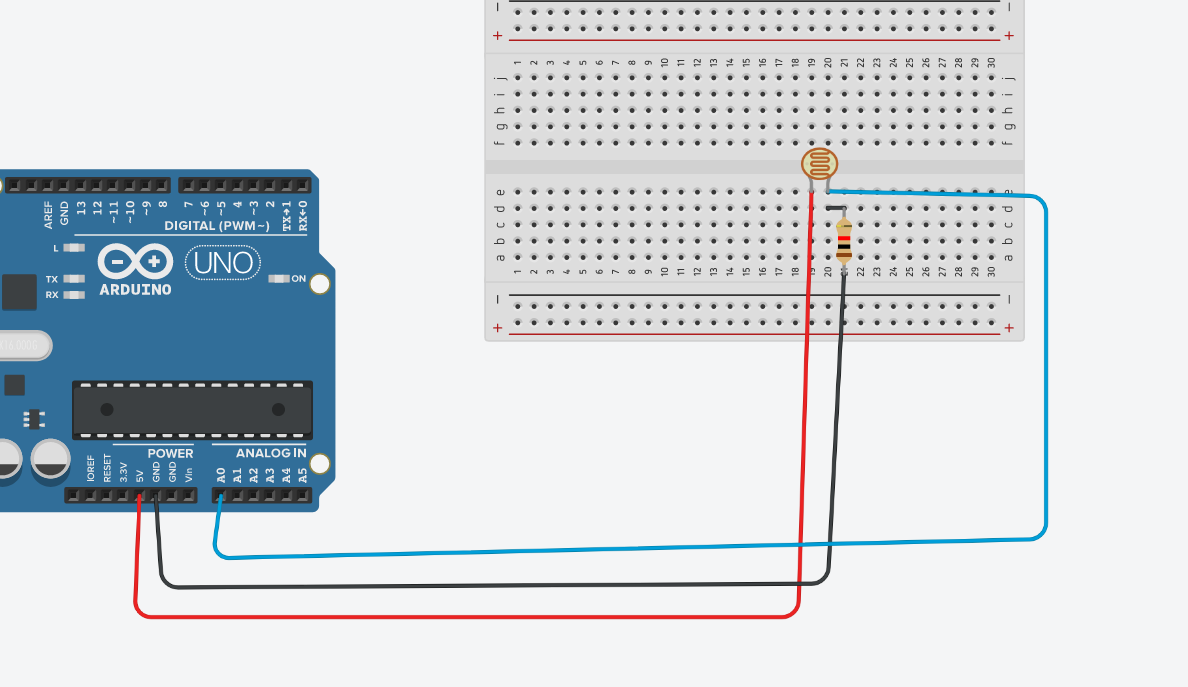 − −
+ +
1 2 3 4 5 6 7 8 9 10 11 12 13 14 15 16 17 18 19 20 21 22 23 24 25 26 27 28 29 30
j j
i i
h h
g g
f f
e e
d d
c c
b b
a a
1 2 3 4 5 6 7 8 9 10 11 12 13 14 15 16 17 18 19 20 21 22 23 24 25 26 27 28 29 30
− −
+ +
AREF GND 13 12 ~11 ~10 ~9 8 7 ~6 ~5 4 ~3 2 TX→1 RX←0
DIGITAL (PWM~)
L
TX
RX
ARDUINO
UNO
ON
POWER
ANALOG IN
IOREF RESET 3.3V 5V GND GND Vin A0 A1 A2 A3 A4 A5